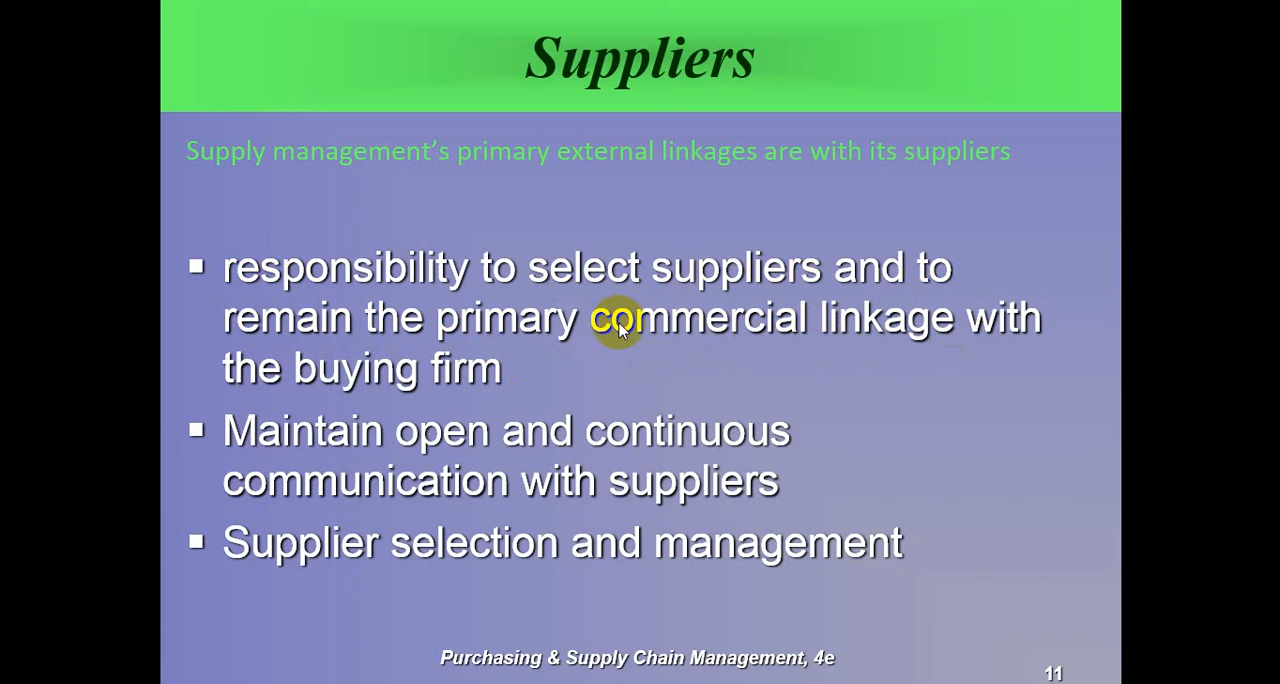 Suppliers
Supply management’s primary external linkages are with its suppliers
▪ responsibility to select suppliers and to
remain the primary commercial linkage with
the buying firm
▪ Maintain open and continuous
communication with suppliers
▪ Supplier selection and management
Purchasing & Supply Chain Management, 4e
11